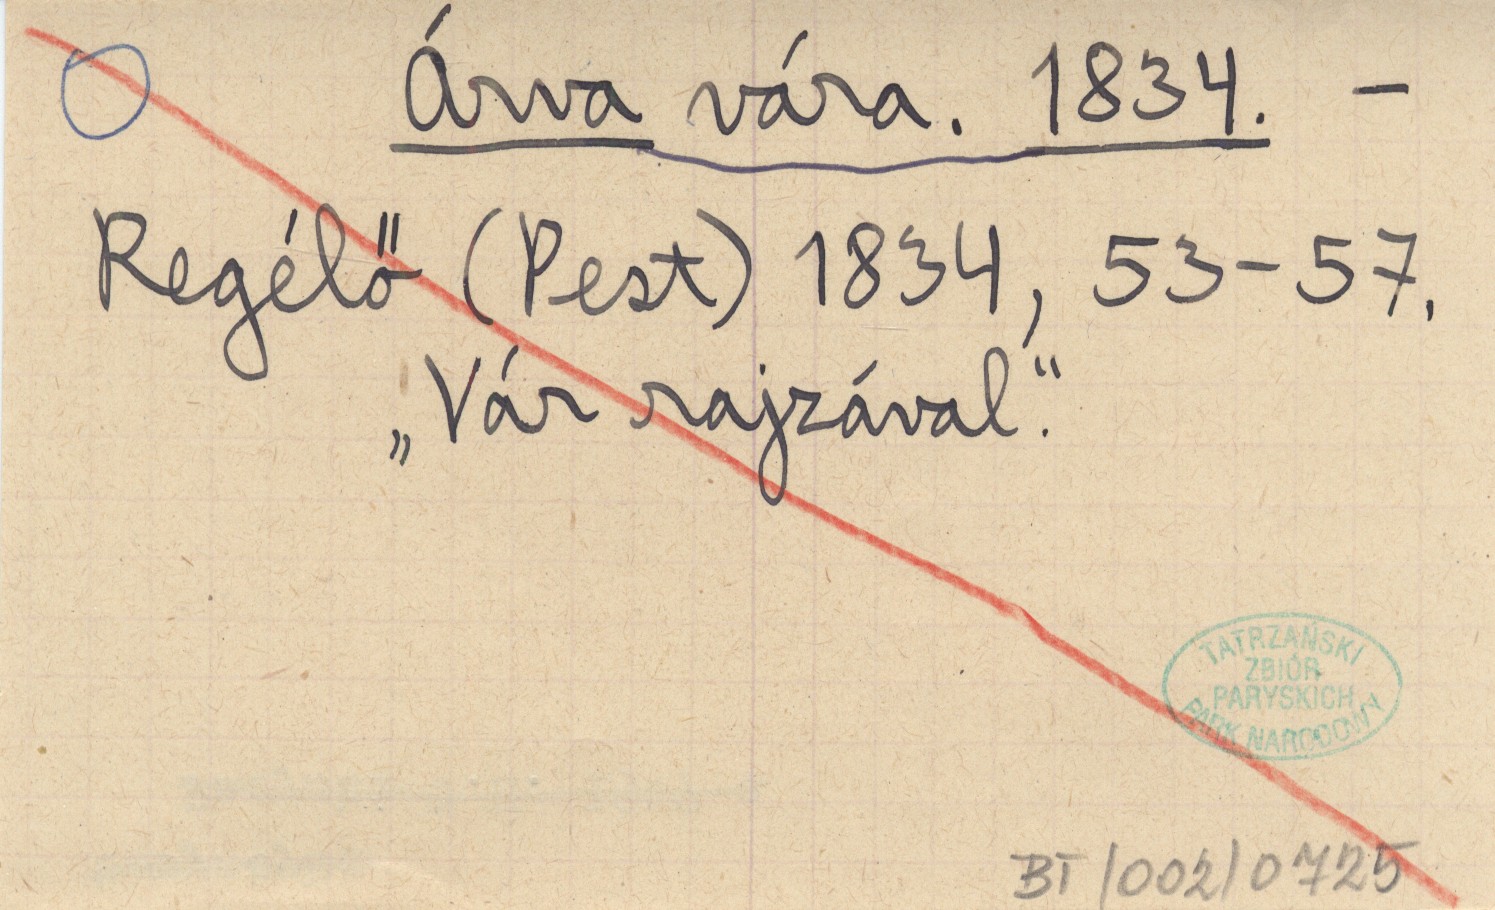 Árva vára. 1834. –
Regélő (Pest) 1834, 53–57.
„Vár rajzával“.
TATRZAŃSKI
ZBIÓR
PARYSKICH
PARK NARODOWY
BT/002/0725